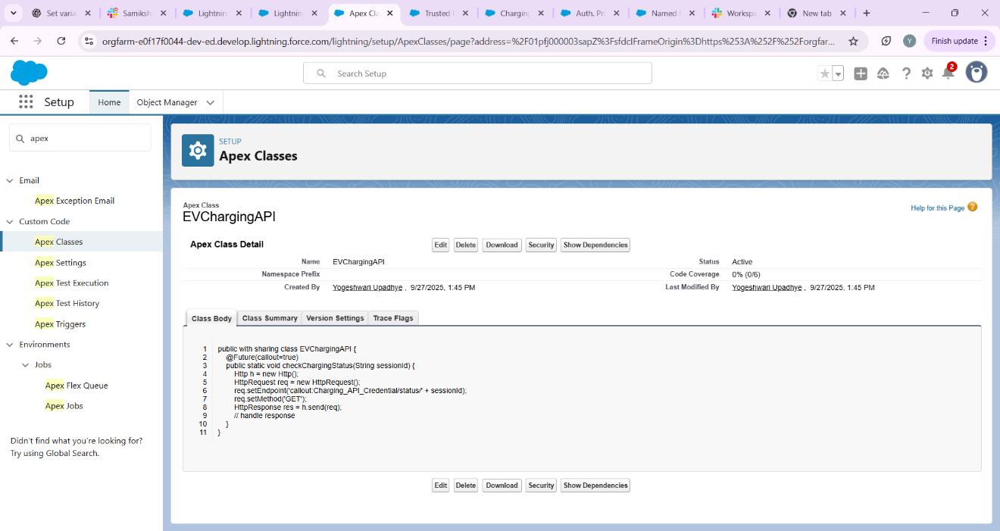 Set varia
Samiksh
Lightnin
Lightnin
Apex Cla
Trusted
Charging
Auth. Pr
Named
Workspa
New tab
orgfarm-e0f17f0044-dev-ed.develop.lightning.force.com/lightning/setup/ApexClasses/page?address=%2F01pfj000003sapZ%3FsfdcIFrameOrigin%3Dhttps%253A%252F%252Forgfar...
Y
Finish update
Search Setup
2
Setup
Home
Object Manager
apex
Email
Apex Exception Email
Custom Code
Apex Classes
Apex Settings
Apex Test Execution
Apex Test History
Apex Triggers
Environments
Jobs
Apex Flex Queue
Apex Jobs
Didn't find what you're looking for?
Try using Global Search.
SETUP
Apex Classes
Apex Class
EVChargingAPI
Help for this Page ?
Apex Class Detail
Edit Delete Download Security Show Dependencies
Name EVChargingAPI Status Active
Namespace Prefix Code Coverage 0% (0/6)
Created By Yogeshwari Upadhye , 9/27/2025, 1:45 PM Last Modified By Yogeshwari Upadhye , 9/27/2025, 1:45 PM
Class Body Class Summary Version Settings Trace Flags
1 public with sharing class EVChargingAPI {
2 @Future(callout=true)
3 public static void checkChargingStatus(String sessionId) {
4 Http h = new Http();
5 HttpRequest req = new HttpRequest();
6 req.setEndpoint('callout:Charging_API_Credential/status/' + sessionId);
7 req.setMethod('GET');
8 HttpResponse res = h.send(req);
9 // handle response
10 }
11 }
Edit Delete Download Security Show Dependencies